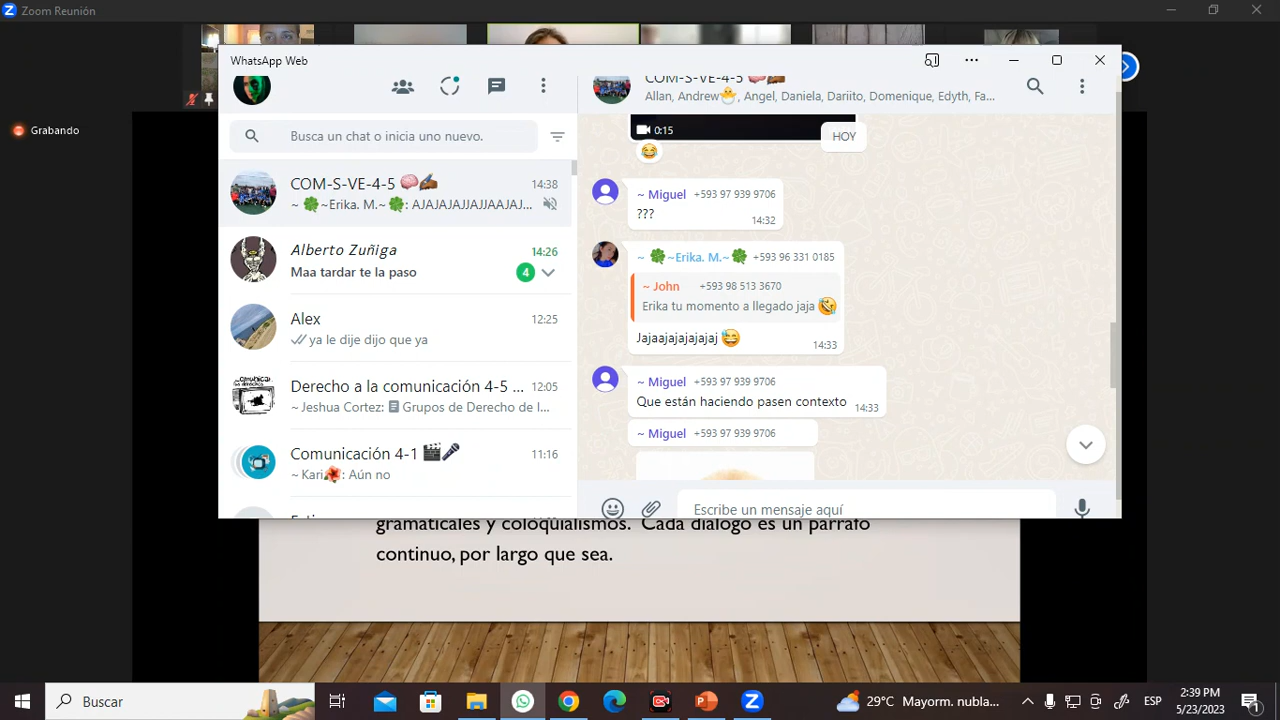 Zoom Reunión
WhatsApp Web
Grabando
Busca un chat o inicia uno nuevo.
COM-S-VE-4-5 🧠✍🏾
14:38
~ 🍀~Erika. M.~🍀: AJAJAJAJJAJJAAJAJ...
Alberto Zuñiga
14:26
Maa tardar te la paso
4
Alex
12:25
ya le dije dijo que ya
Derecho a la comunicación 4-5 ...
12:05
~ Jeshua Cortez: Grupos de Derecho de l...
Comunicación 4-1 🎬🎤
11:16
~ Kari🌺: Aún no
COM-S-VE-4-5 🧠✍🏾
Allan, Andrew🐣, Angel, Daniela, Dariito, Domenique, Edyth, Fa...
0:15
HOY
😂
~ Miguel +593 97 939 9706
???
14:32
~ 🍀~Erika. M.~🍀 +593 96 331 0185
~ John +593 98 513 3670
Erika tu momento a llegado jaja 🤣
Jajaajajajajajaj 😅
14:33
~ Miguel +593 97 939 9706
Que están haciendo pasen contexto
14:33
~ Miguel +593 97 939 9706
Escribe un mensaje aquí
gramaticales y coloquialismos. Cada diálogo es un párrafo
continuo, por largo que sea.
Buscar
29°C Mayorm. nubla...
ESP
2:39 PM
5/23/2023
1